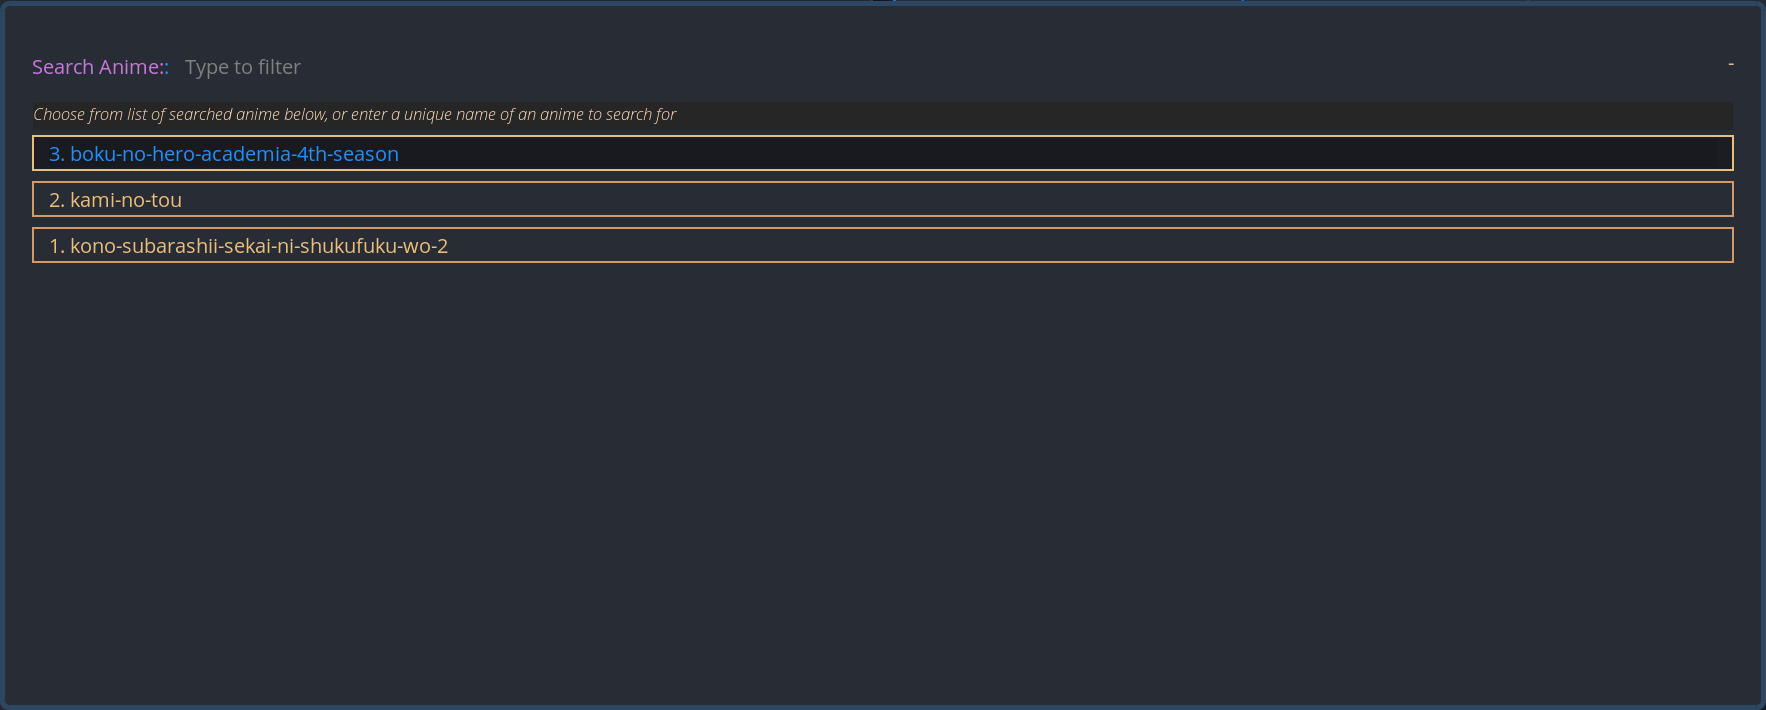 Search Anime:: Type to filter -
Choose from list of searched anime below, or enter a unique name of an anime to search for
3. boku-no-hero-academia-4th-season
2. kami-no-tou
1. kono-subarashii-sekai-ni-shukufuku-wo-2